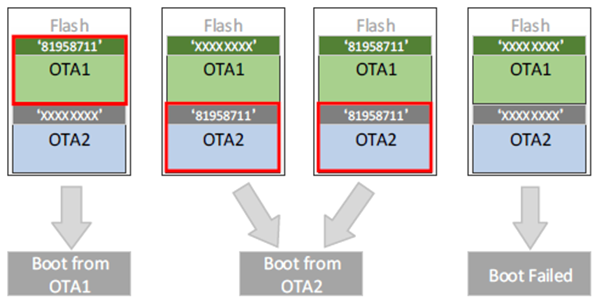 Flash
'81958711'
OTA1
'XXXXXXXX'
OTA2
Flash
'XXXXXXXX'
OTA1
'81958711'
OTA2
Flash
'81958711'
OTA1
'81958711'
OTA2
Flash
'XXXXXXXX'
OTA1
'XXXXXXXX'
OTA2
Boot from
OTA1
Boot from
OTA2
Boot Failed